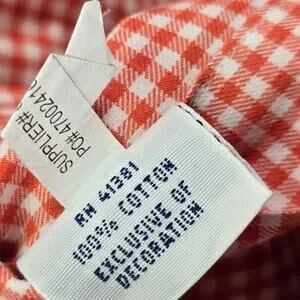 SUPPLIER#
PO#4700241
RN 41381
100% COTTON
EXCLUSIVE OF
DECORATION